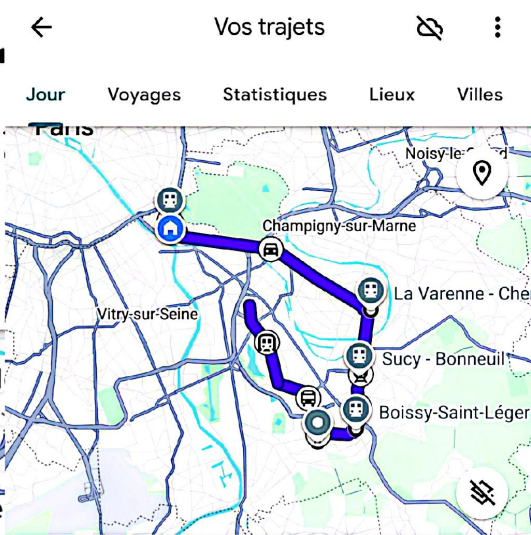 Vos trajets
Jour Voyages Statistiques Lieux Villes
Paris
Noisy-le-
Champigny-sur-Marne
La Varenne - Che
Vitry-sur-Seine
Sucy - Bonneuil
Boissy-Saint-Léger